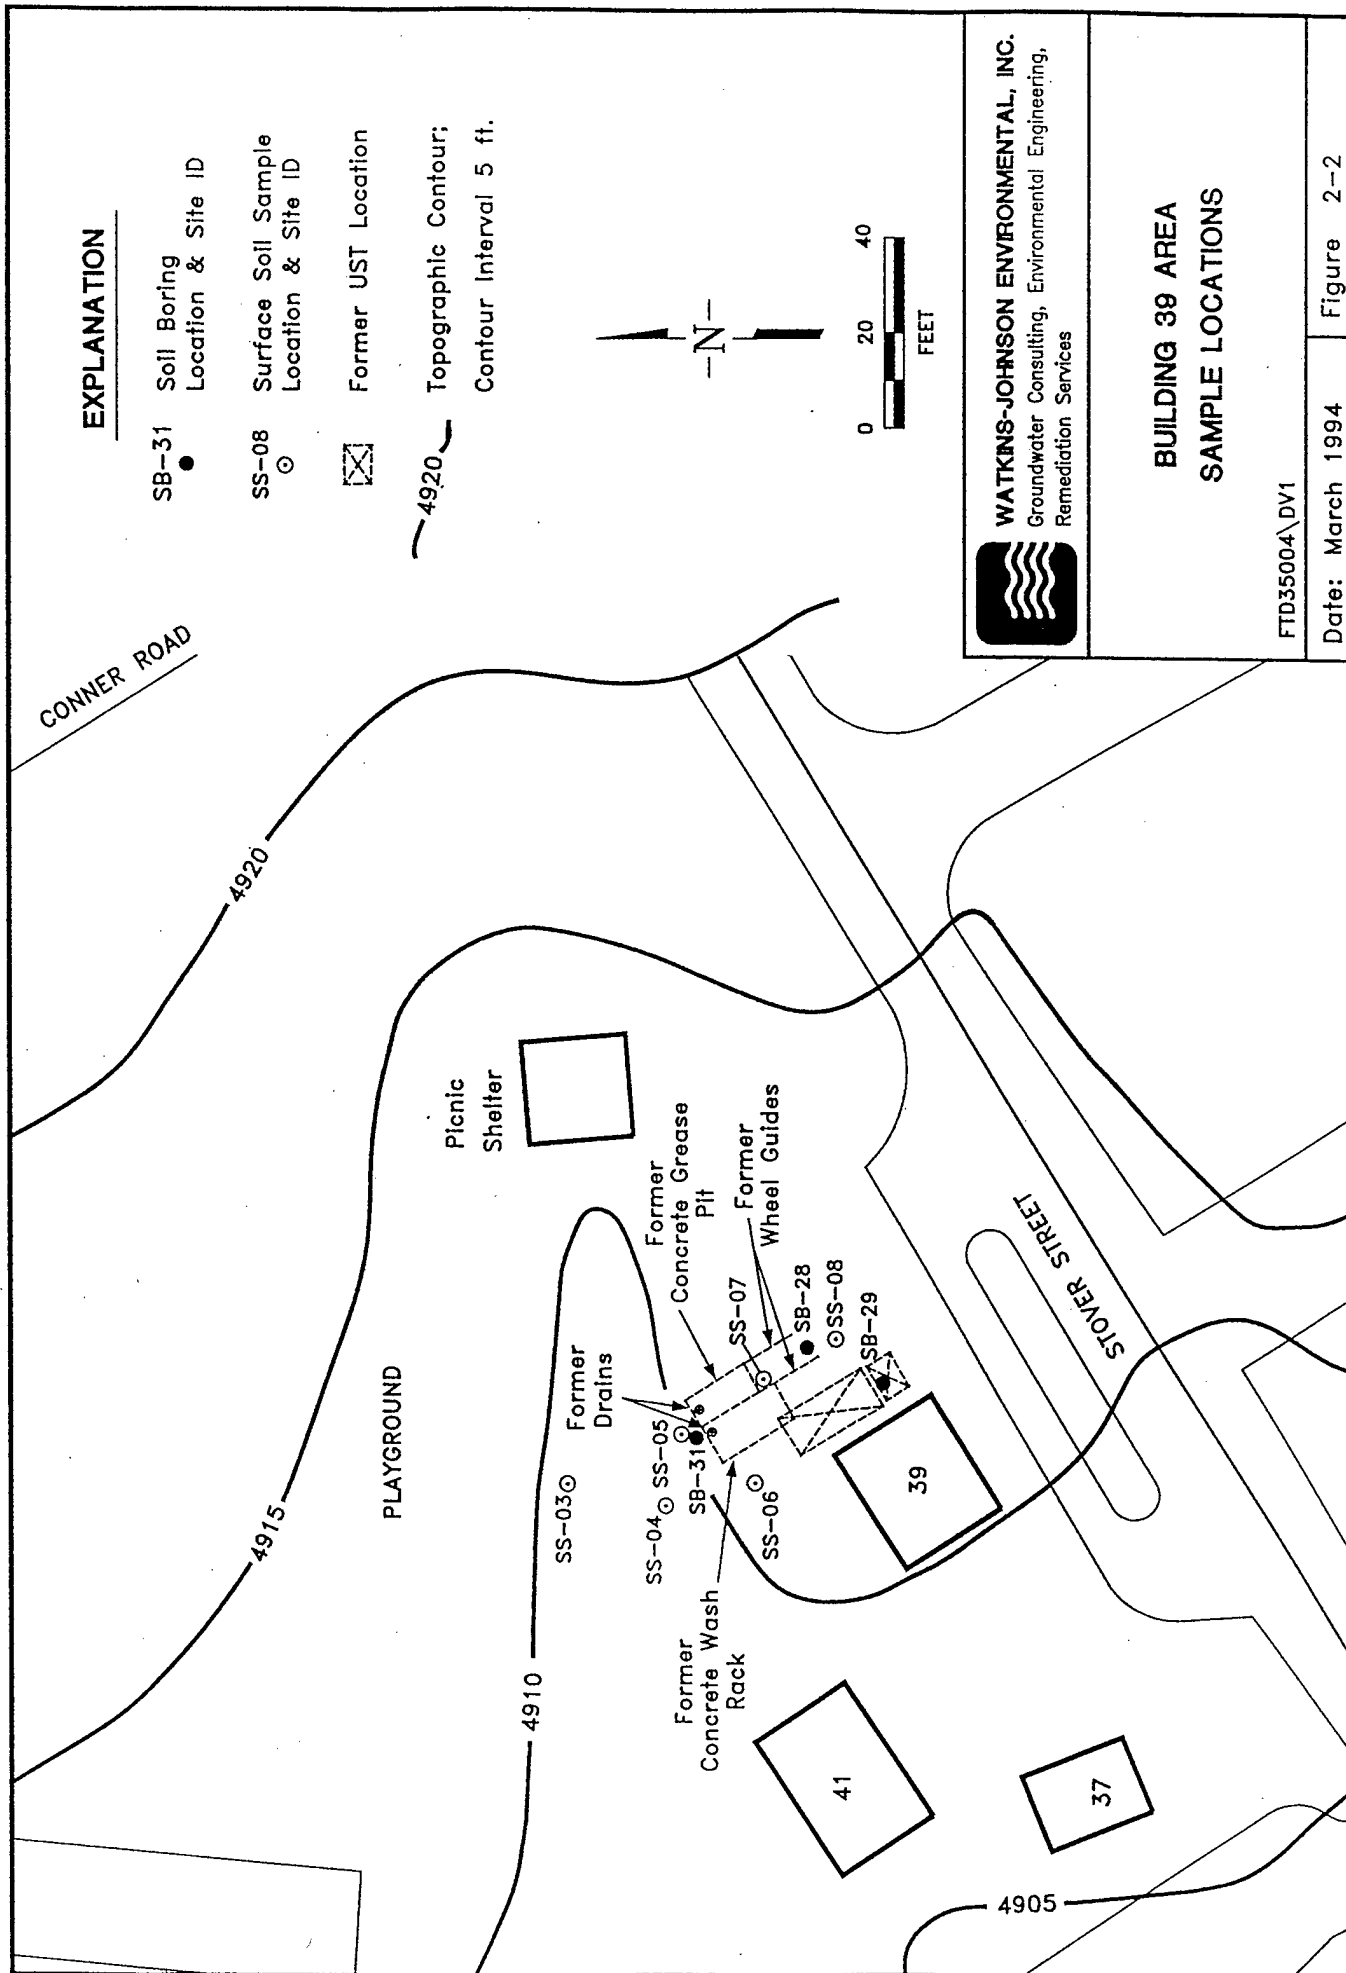 EXPLANATION
SB-31
Soil Boring
Location & Site ID
SS-08
Surface Soil Sample
Location & Site ID
Former UST Location
4920
Topographic Contour;
Contour Interval 5 ft.
-N-
0 20 40
FEET
CONNER ROAD
4920
4915
PLAYGROUND
Picnic
Shelter
4910
Former
Concrete Grease
Pit
Former
Wheel Guides
Former
Drains
SS-03
SS-04
SS-05
SB-31
SS-06
SS-07
SB-28
SS-08
SB-29
Former
Concrete Wash
Rack
39
41
37
4905
STOVER STREET
WATKINS-JOHNSON ENVIRONMENTAL, INC.
Groundwater Consulting, Environmental Engineering,
Remediation Services
BUILDING 39 AREA
SAMPLE LOCATIONS
FTD35004\DV1
Date: March 1994
Figure 2-2